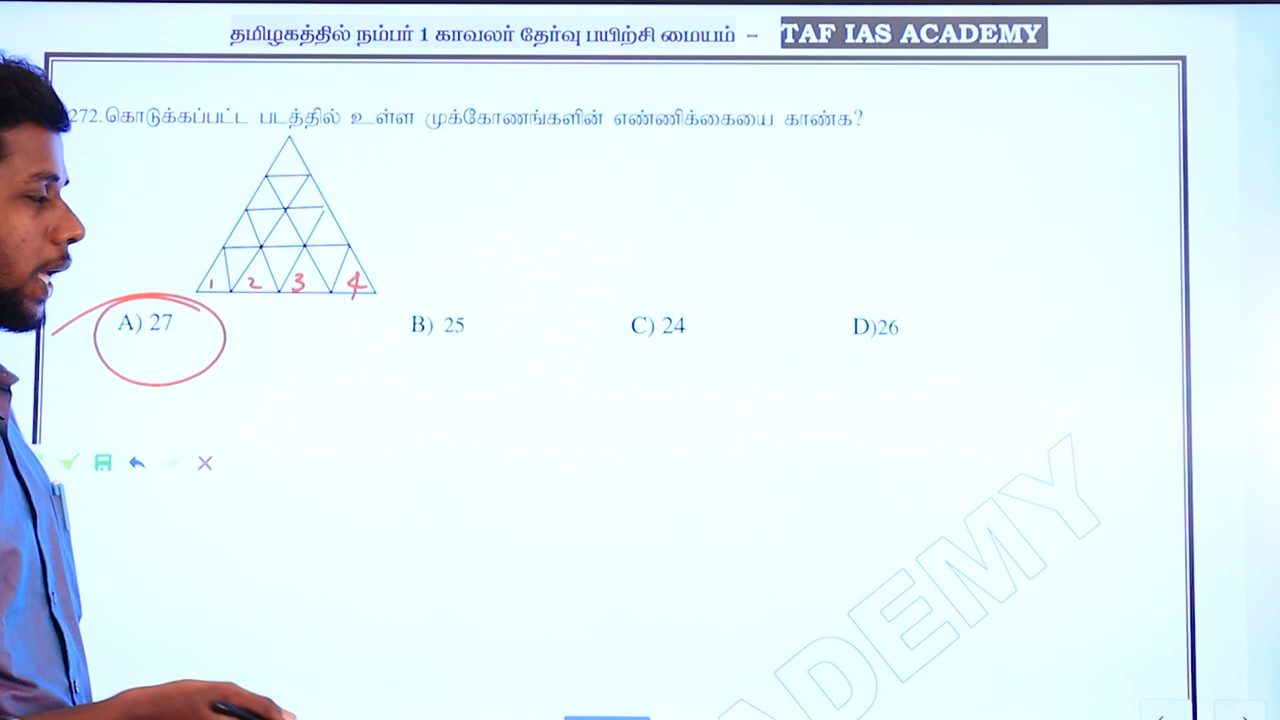 தமிழகத்தில் நம்பர் 1 காவலர் தேர்வு பயிற்சி மையம் – TAF IAS ACADEMY
272. கொடுக்கப்பட்ட படத்தில் உள்ள முக்கோணங்களின் எண்ணிக்கையை காண்க?
1 2 3 4
A) 27 B) 25 C) 24 D)26
ADEMY